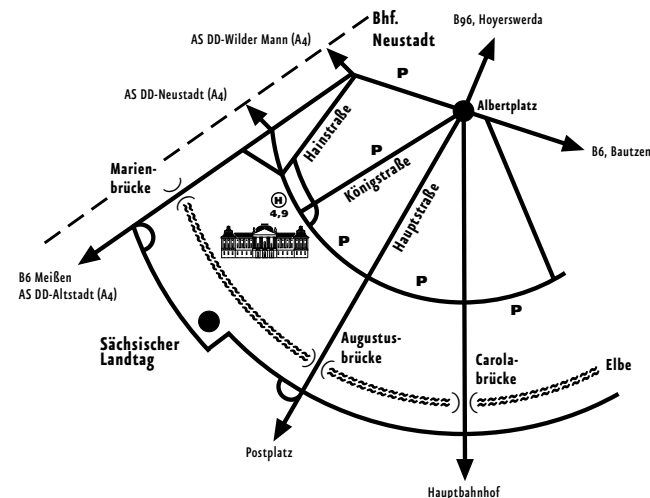 Bhf.
Neustadt
B96, Hoyerswerda
AS DD-Wilder Mann (A4)
P
AS DD-Neustadt (A4)
Albertplatz
Hainstraße
P
B6, Bautzen
Marien-
brücke
Königstraße
H
4,9
Hauptstraße
P
B6 Meißen
AS DD-Altstadt (A4)
P
P
Sächsischer
Landtag
Augustus-
brücke
Carola-
brücke
Elbe
Postplatz
Hauptbahnhof